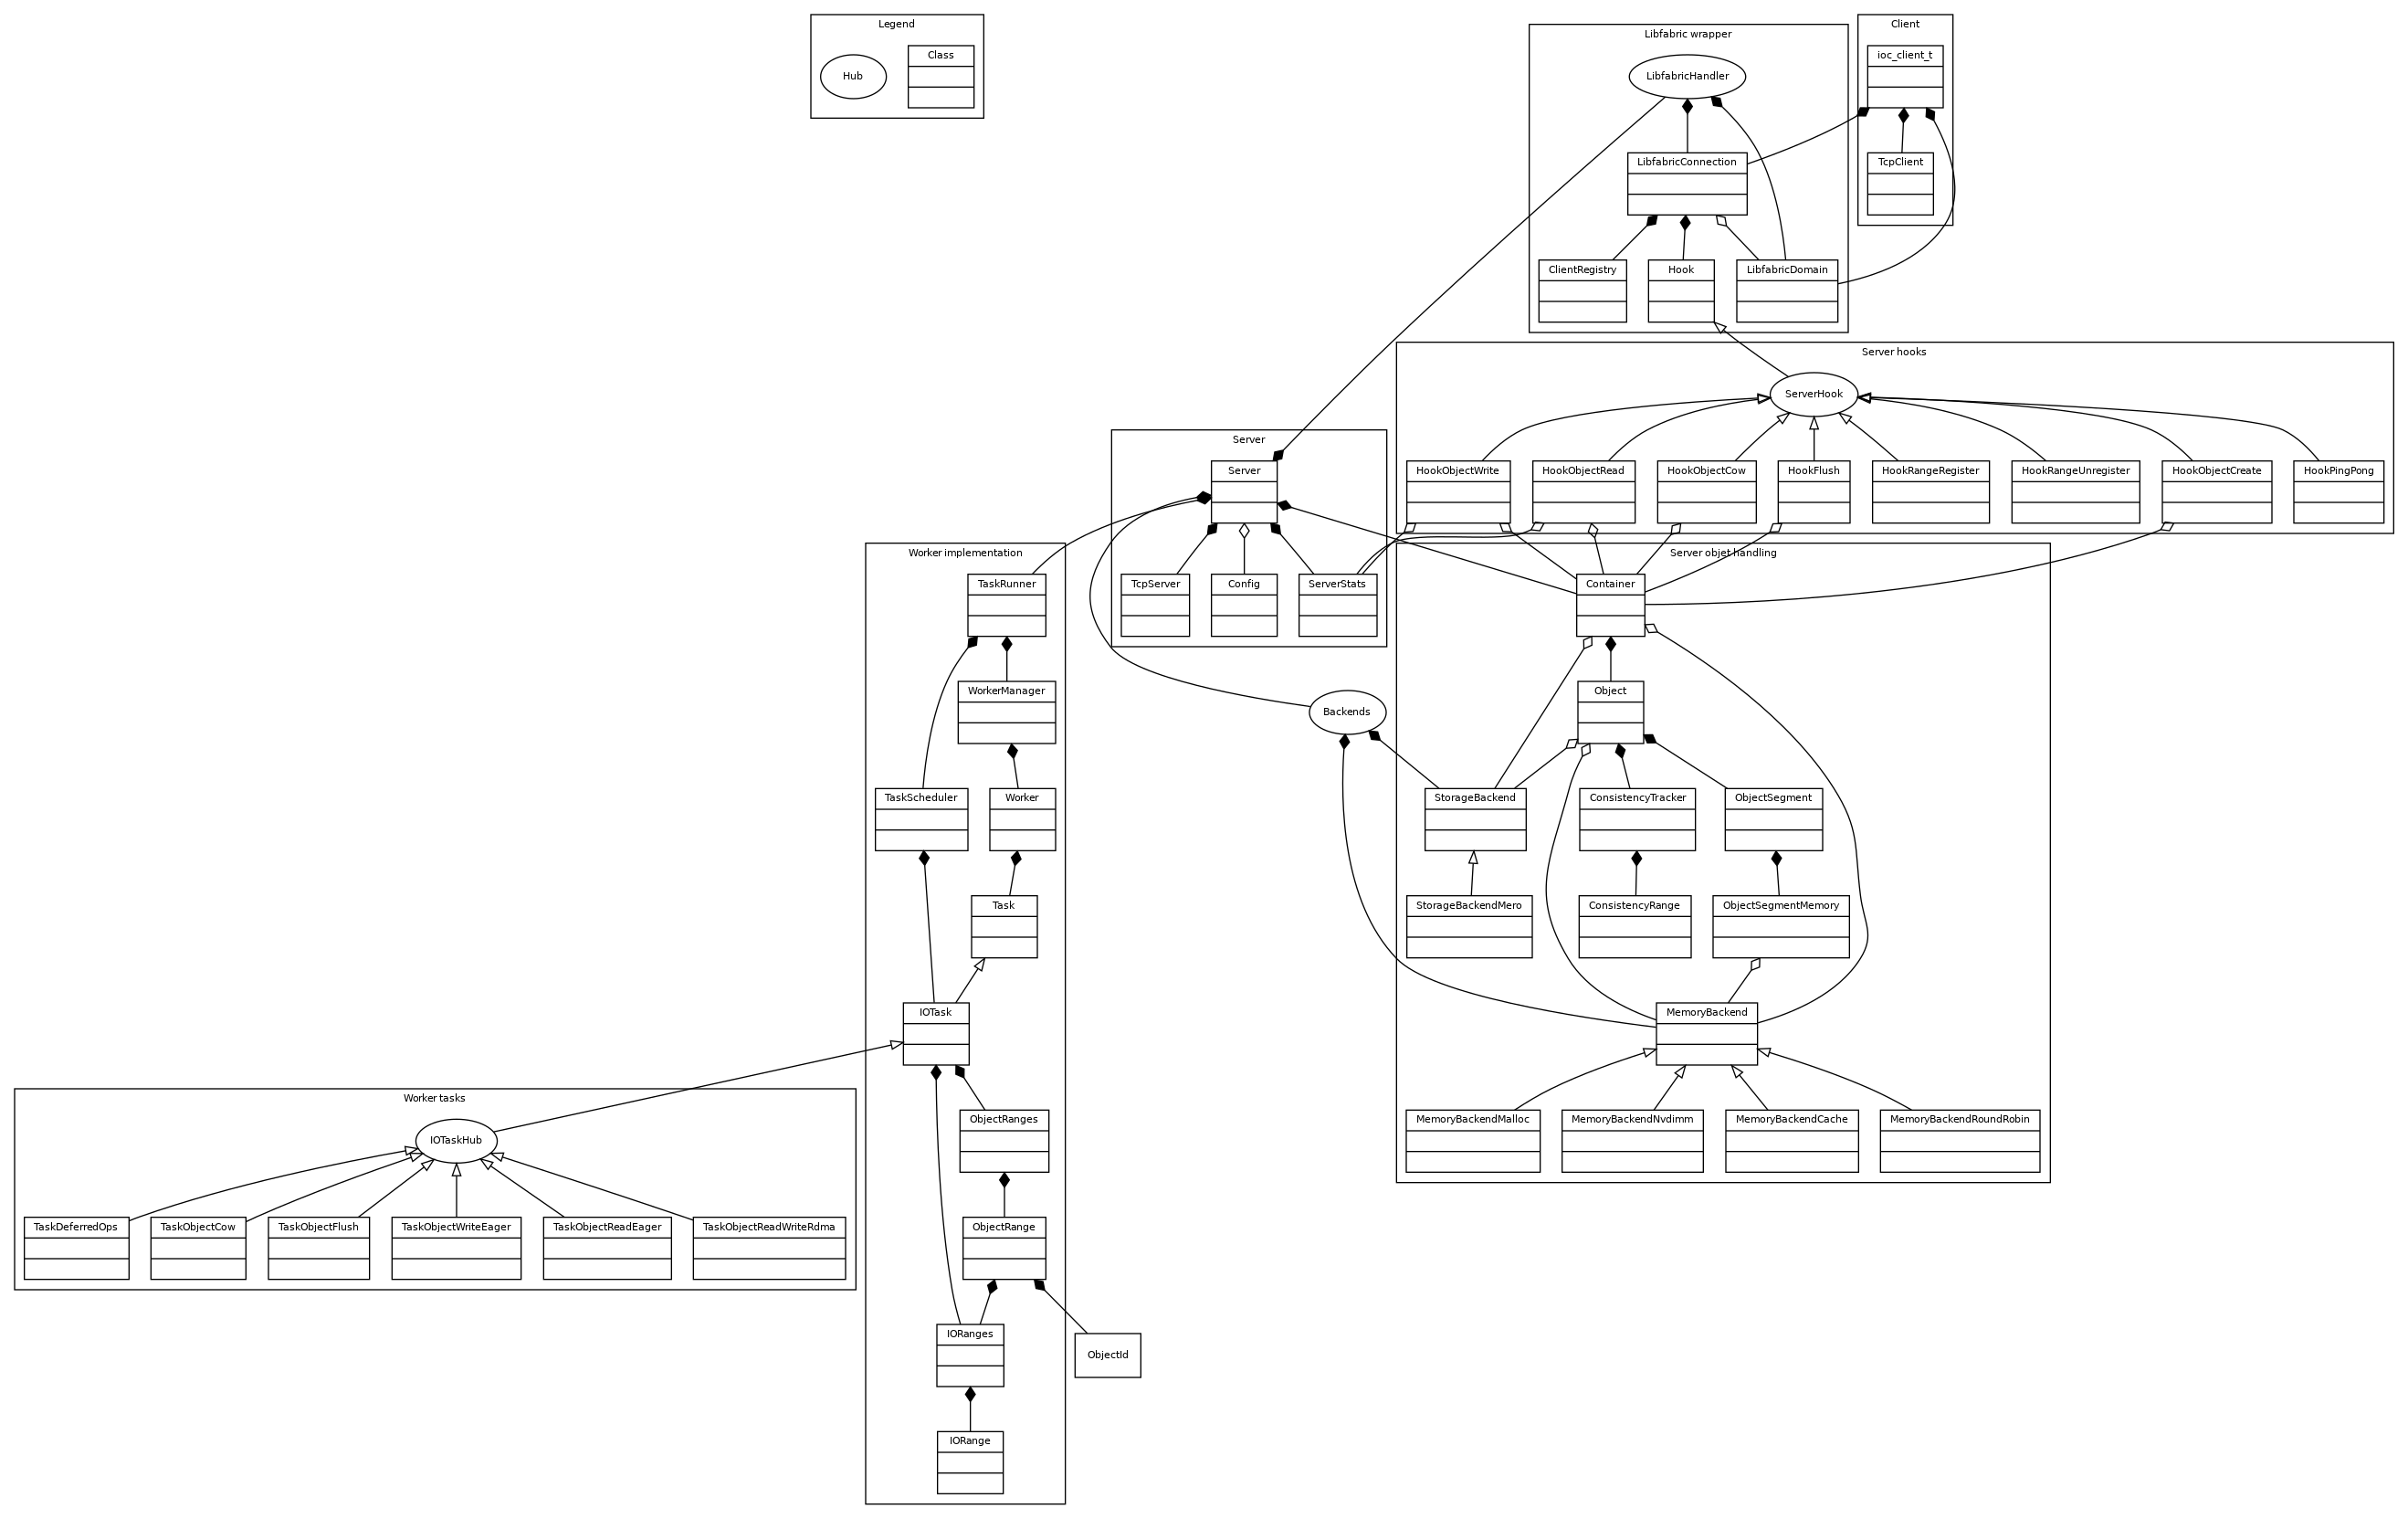 Legend
Hub
Class
Libfabric wrapper
LibfabricHandler
LibfabricConnection
ClientRegistry
Hook
LibfabricDomain
Client
ioc_client_t
TcpClient
Server hooks
ServerHook
HookObjectWrite
HookObjectRead
HookObjectCow
HookFlush
HookRangeRegister
HookRangeUnregister
HookObjectCreate
HookPingPong
Server
Server
TcpServer
Config
ServerStats
Worker implementation
TaskRunner
WorkerManager
TaskScheduler
Worker
Task
IOTask
ObjectRanges
ObjectRange
IORanges
IORange
ObjectId
Backends
Server objet handling
Container
Object
StorageBackend
ConsistencyTracker
ObjectSegment
StorageBackendMero
ConsistencyRange
ObjectSegmentMemory
MemoryBackend
MemoryBackendMalloc
MemoryBackendNvdimm
MemoryBackendCache
MemoryBackendRoundRobin
Worker tasks
IOTaskHub
TaskDeferredOps
TaskObjectCow
TaskObjectFlush
TaskObjectWriteEager
TaskObjectReadEager
TaskObjectReadWriteRdma